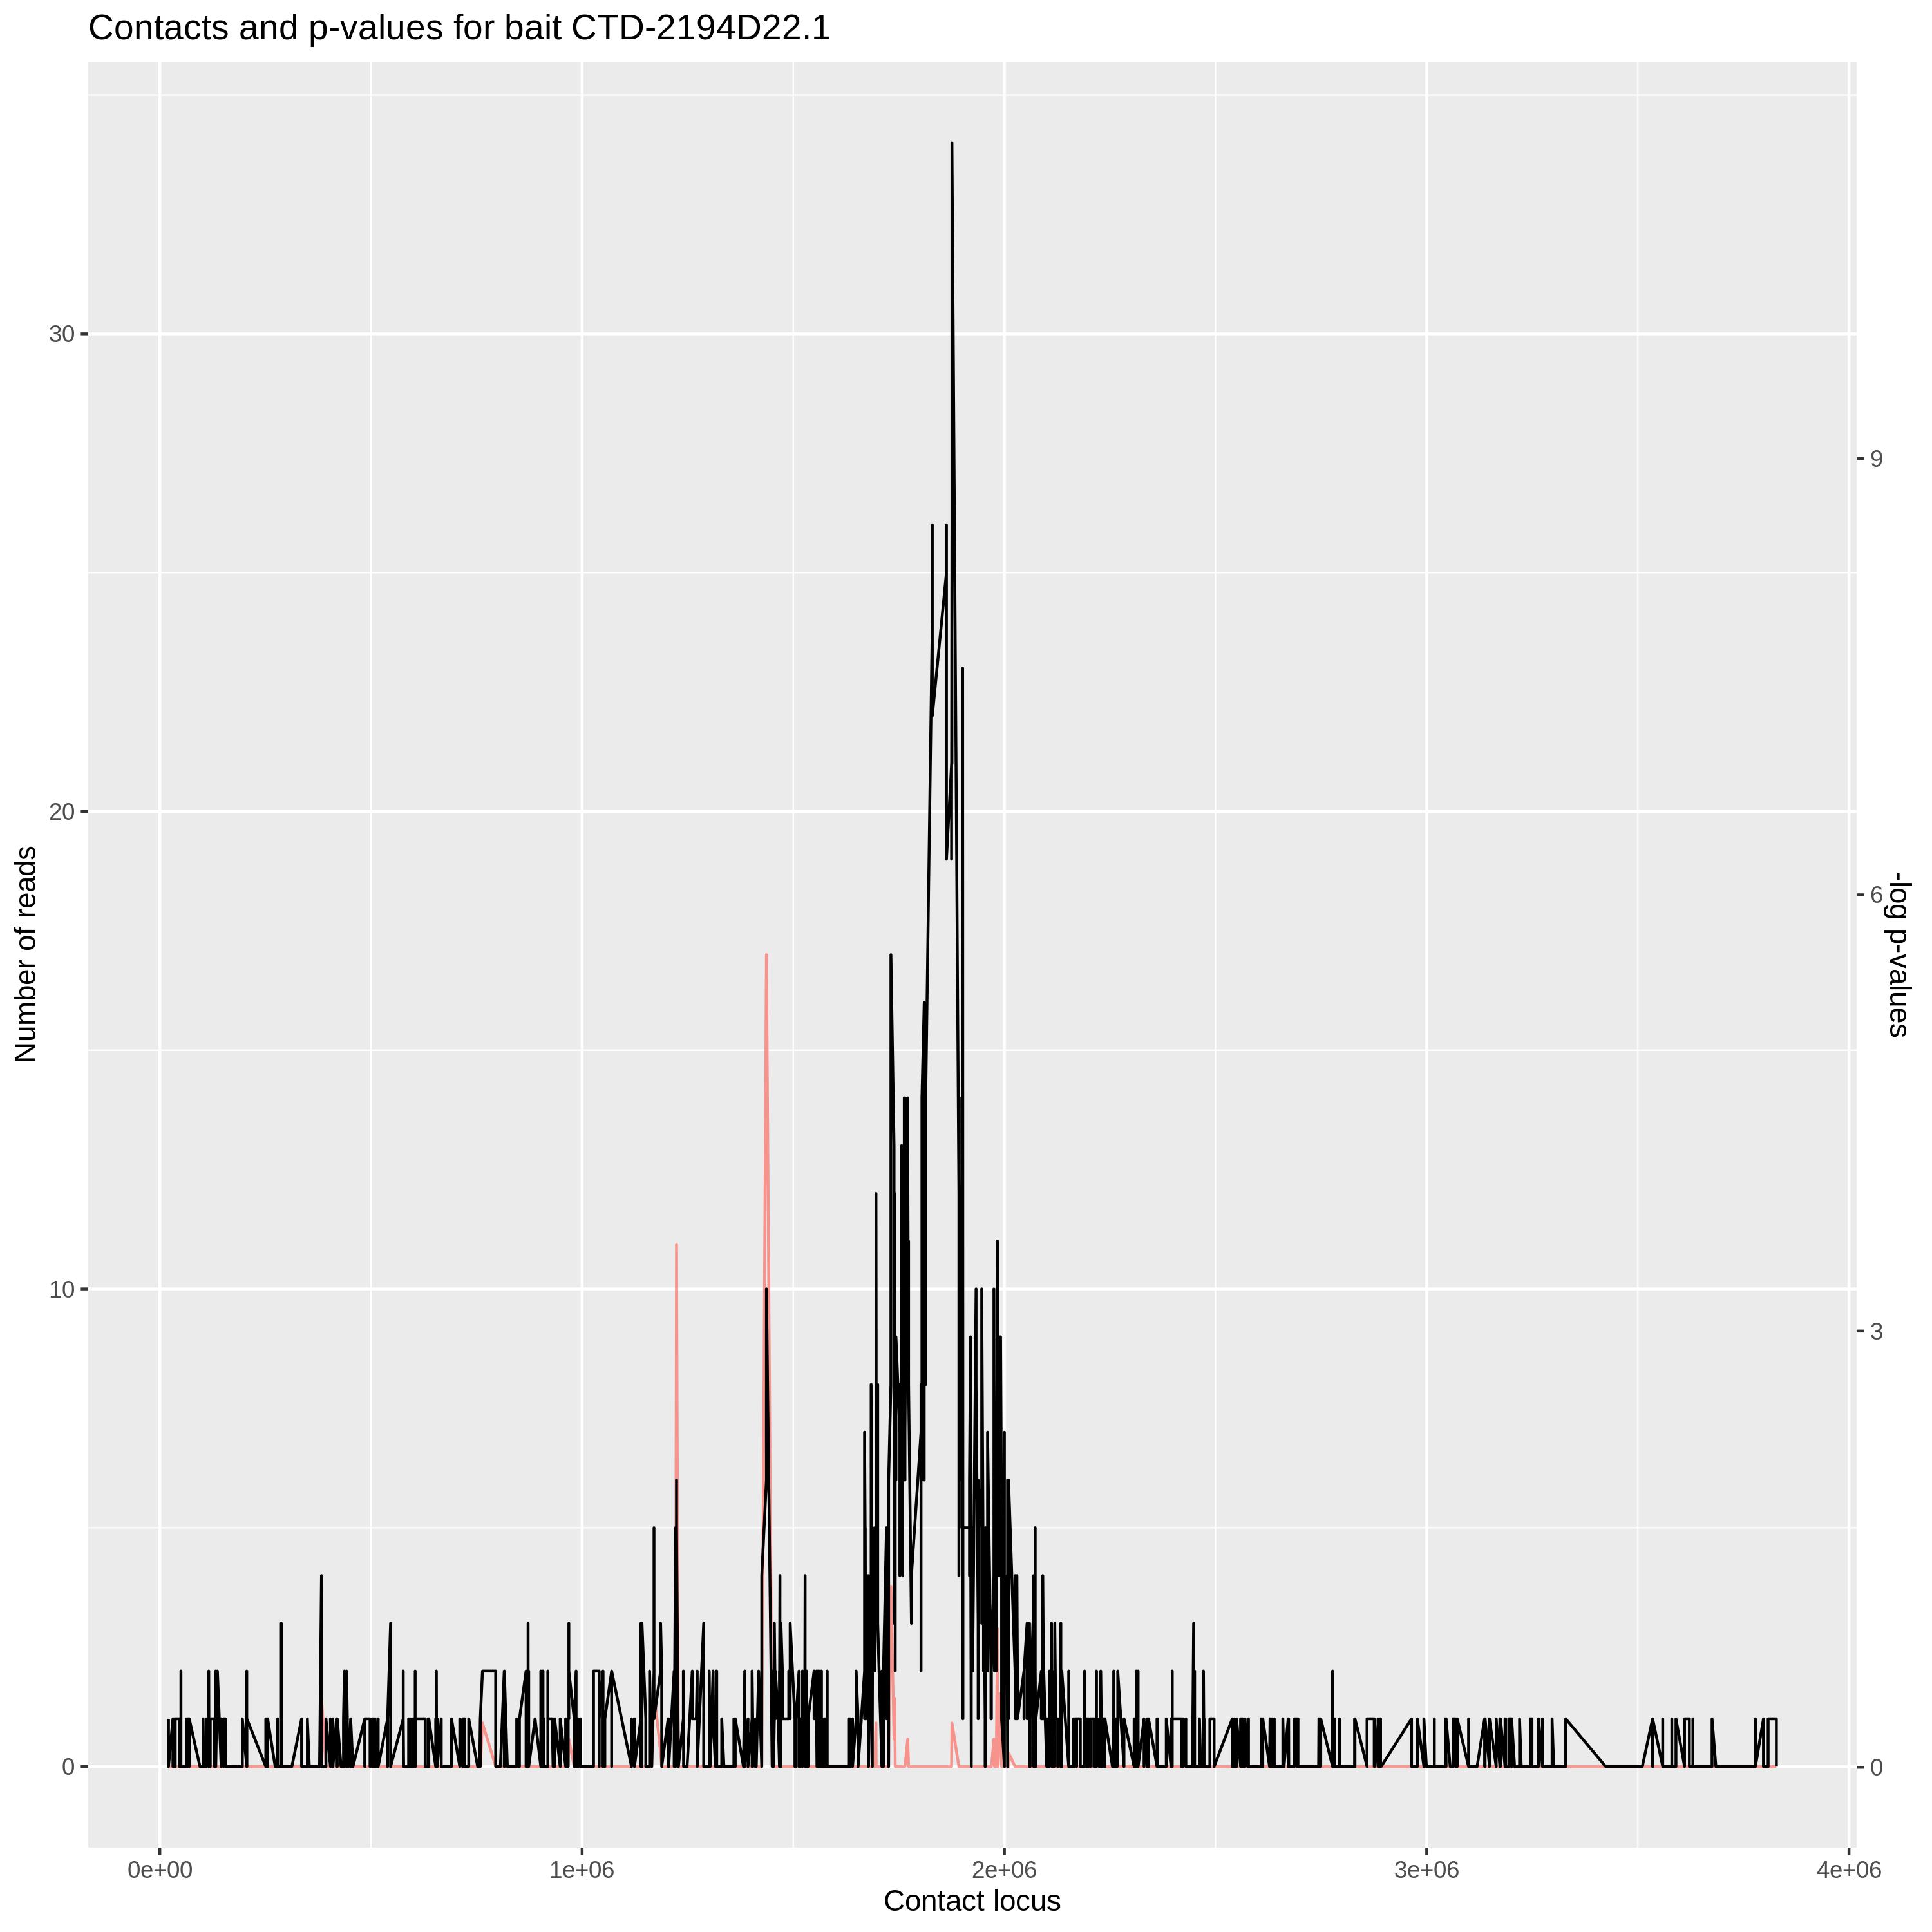 Contacts and p-values for bait CTD-2194D22.1
30
20
10
0
Number of reads
9
6
3
0
-log p-values
0e+00
1e+06
2e+06
3e+06
4e+06
Contact locus